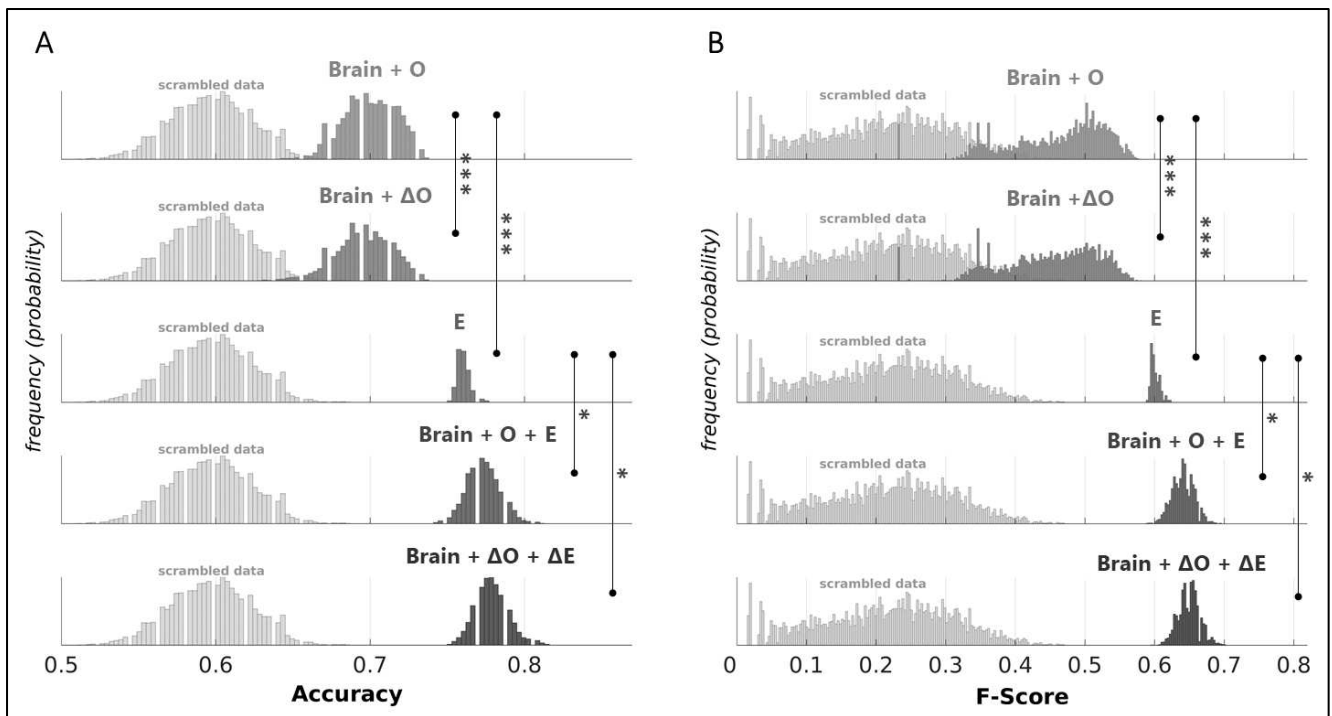 A
Brain + O
scrambled data
***
Brain + ΔO
scrambled data
***
E
scrambled data
*
Brain + O + E
scrambled data
*
Brain + ΔO + ΔE
scrambled data
frequency (probability)
0.5 0.6 0.7 0.8
Accuracy
B
Brain + O
scrambled data
***
Brain +ΔO
scrambled data
***
E
scrambled data
*
Brain + O + E
scrambled data
*
Brain + ΔO + ΔE
scrambled data
frequency (probability)
0 0.1 0.2 0.3 0.4 0.5 0.6 0.7 0.8
F-Score